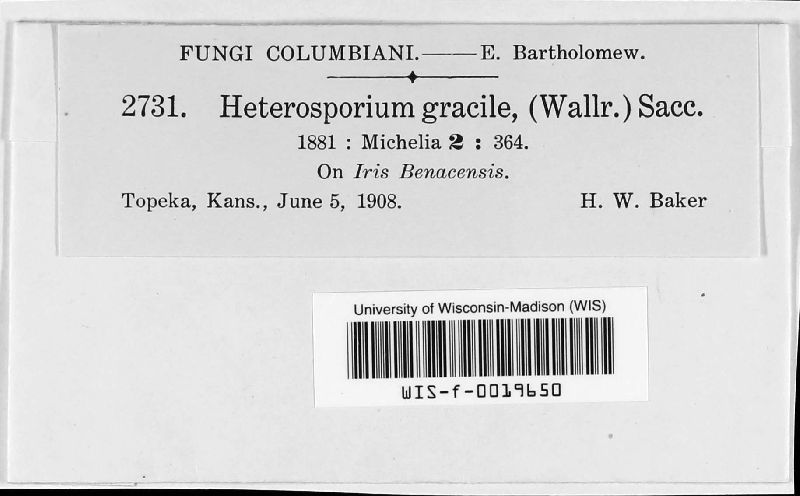 FUNGI COLUMBIANI.——E. Bartholomew.
2731. Heterosporium gracile, (Wallr.) Sacc.
1881 : Michelia 2 : 364.
On Iris Benacensis.
Topeka, Kans., June 5, 1908. H. W. Baker
University of Wisconsin-Madison (WIS)
WIS-f-0019650